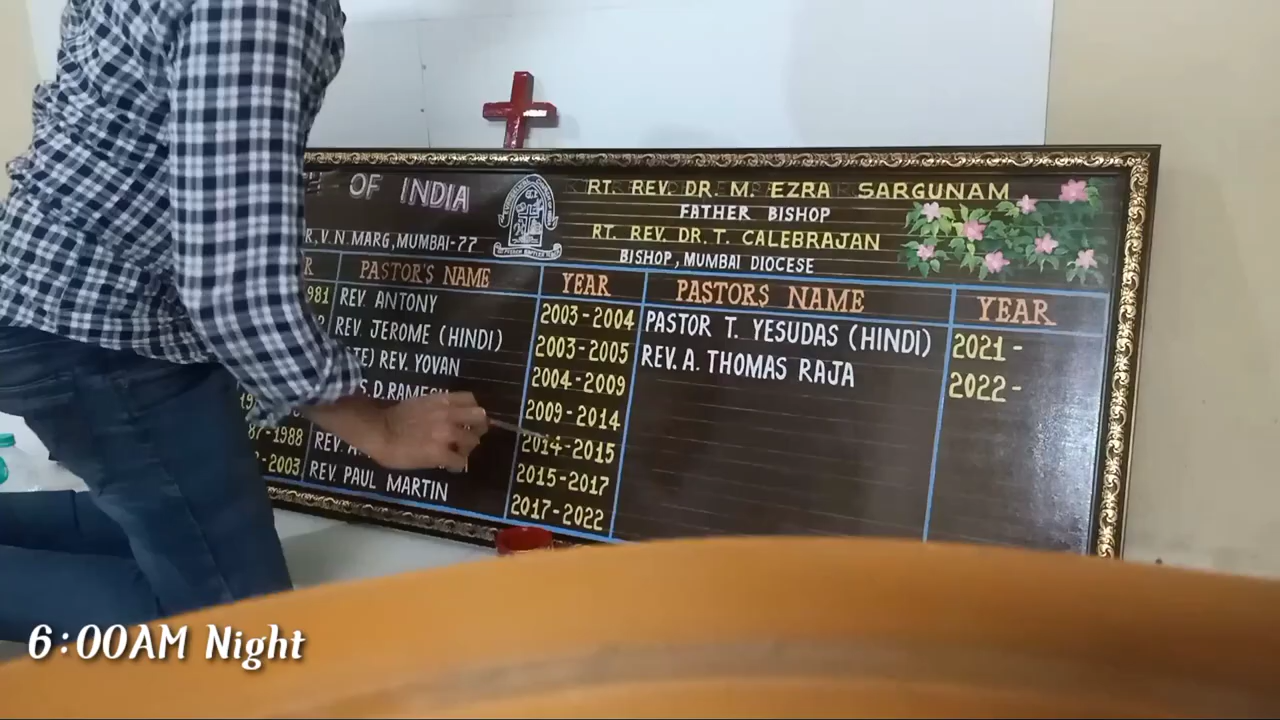 OF INDIA
RT. REV. DR. M. EZRA SARGUNAM
FATHER BISHOP
RT. REV. DR. T. CALEBRAJAN
BISHOP, MUMBAI DIOCESE
R, V. N. MARG, MUMBAI-77
PASTOR'S NAME YEAR PASTORS NAME YEAR
1981 REV. ANTONY 2003-2004 PASTOR T. YESUDAS (HINDI) 2021-
REV. JEROME (HINDI) 2003-2005 REV. A. THOMAS RAJA 2022-
REV. YOVAN 2004-2009
S.D. 2009-2014
87-1988 REV. 2014-2015
-2003 REV. PAUL MARTIN 2015-2017
2017-2022
6:00AM Night